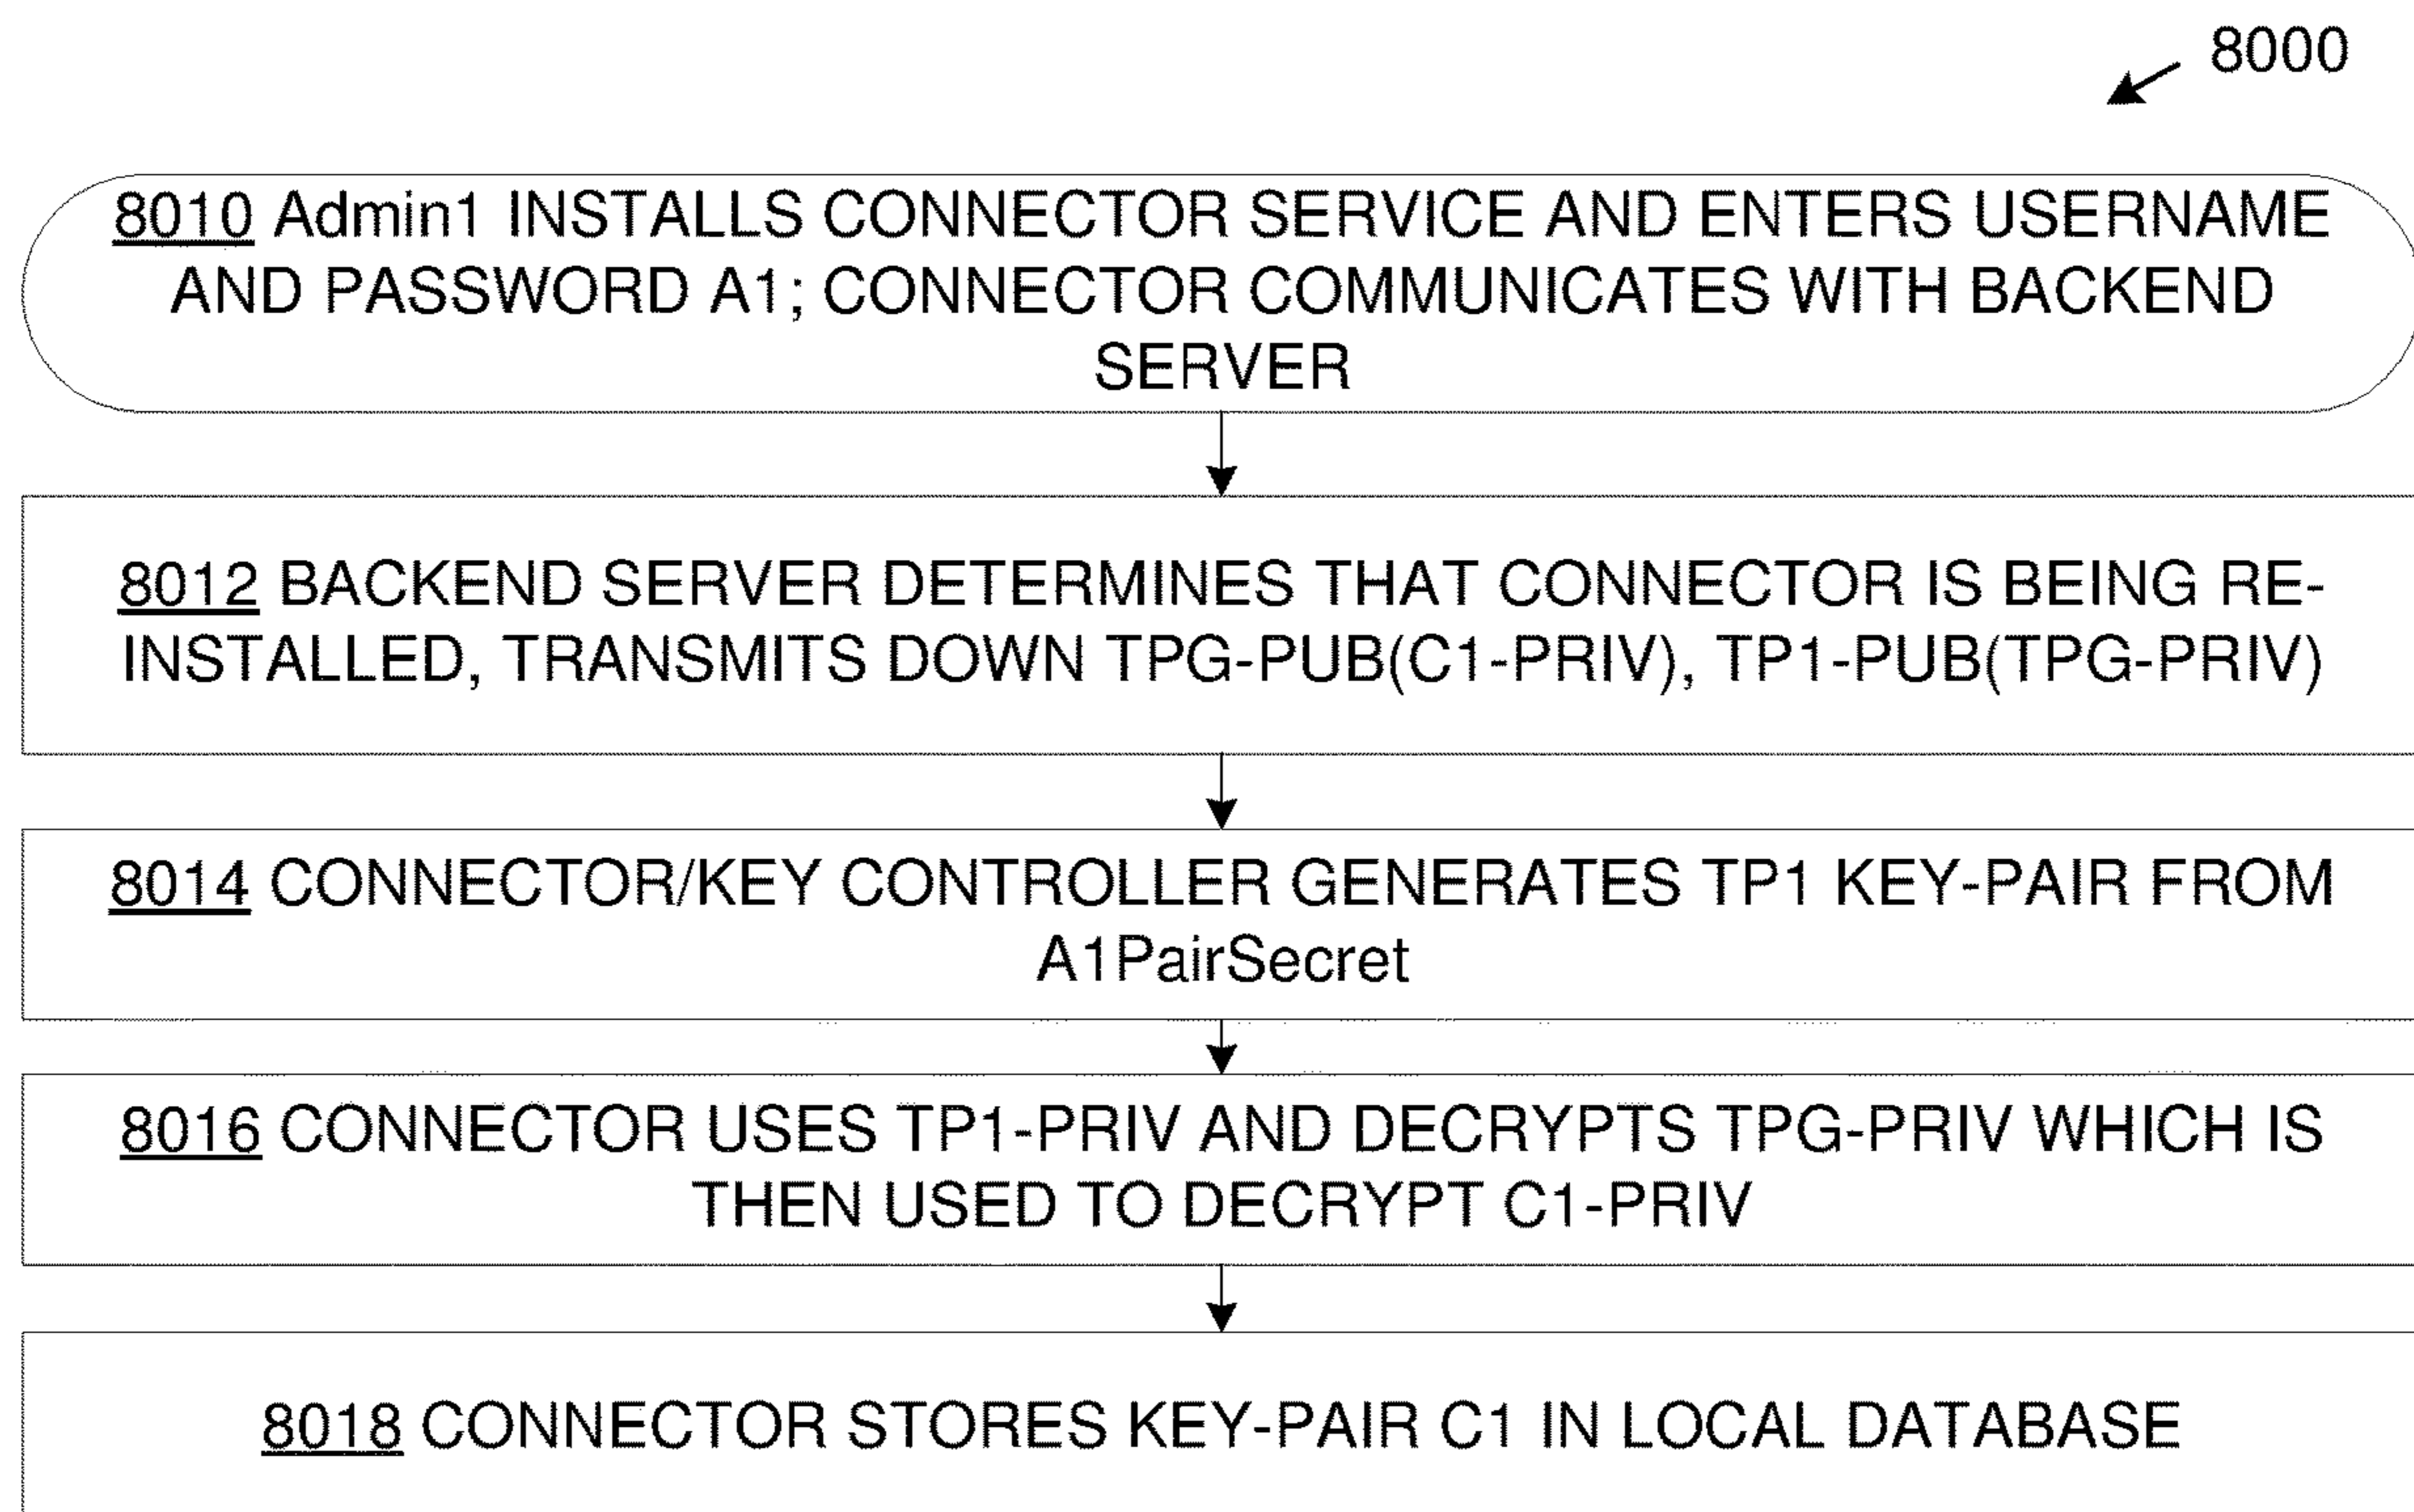 8000
8010 Admin1 INSTALLS CONNECTOR SERVICE AND ENTERS USERNAME
AND PASSWORD A1; CONNECTOR COMMUNICATES WITH BACKEND
SERVER
8012 BACKEND SERVER DETERMINES THAT CONNECTOR IS BEING RE-
INSTALLED, TRANSMITS DOWN TPG-PUB(C1-PRIV), TP1-PUB(TPG-PRIV)
8014 CONNECTOR/KEY CONTROLLER GENERATES TP1 KEY-PAIR FROM
A1PairSecret
8016 CONNECTOR USES TP1-PRIV AND DECRYPTS TPG-PRIV WHICH IS
THEN USED TO DECRYPT C1-PRIV
8018 CONNECTOR STORES KEY-PAIR C1 IN LOCAL DATABASE